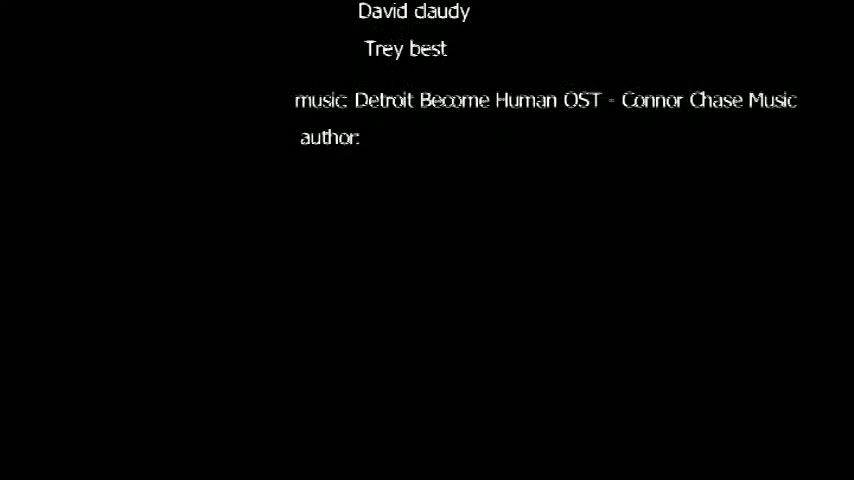 David daudy
Trey best
music: Detroit Become Human OST - Connor Chase Music
author: